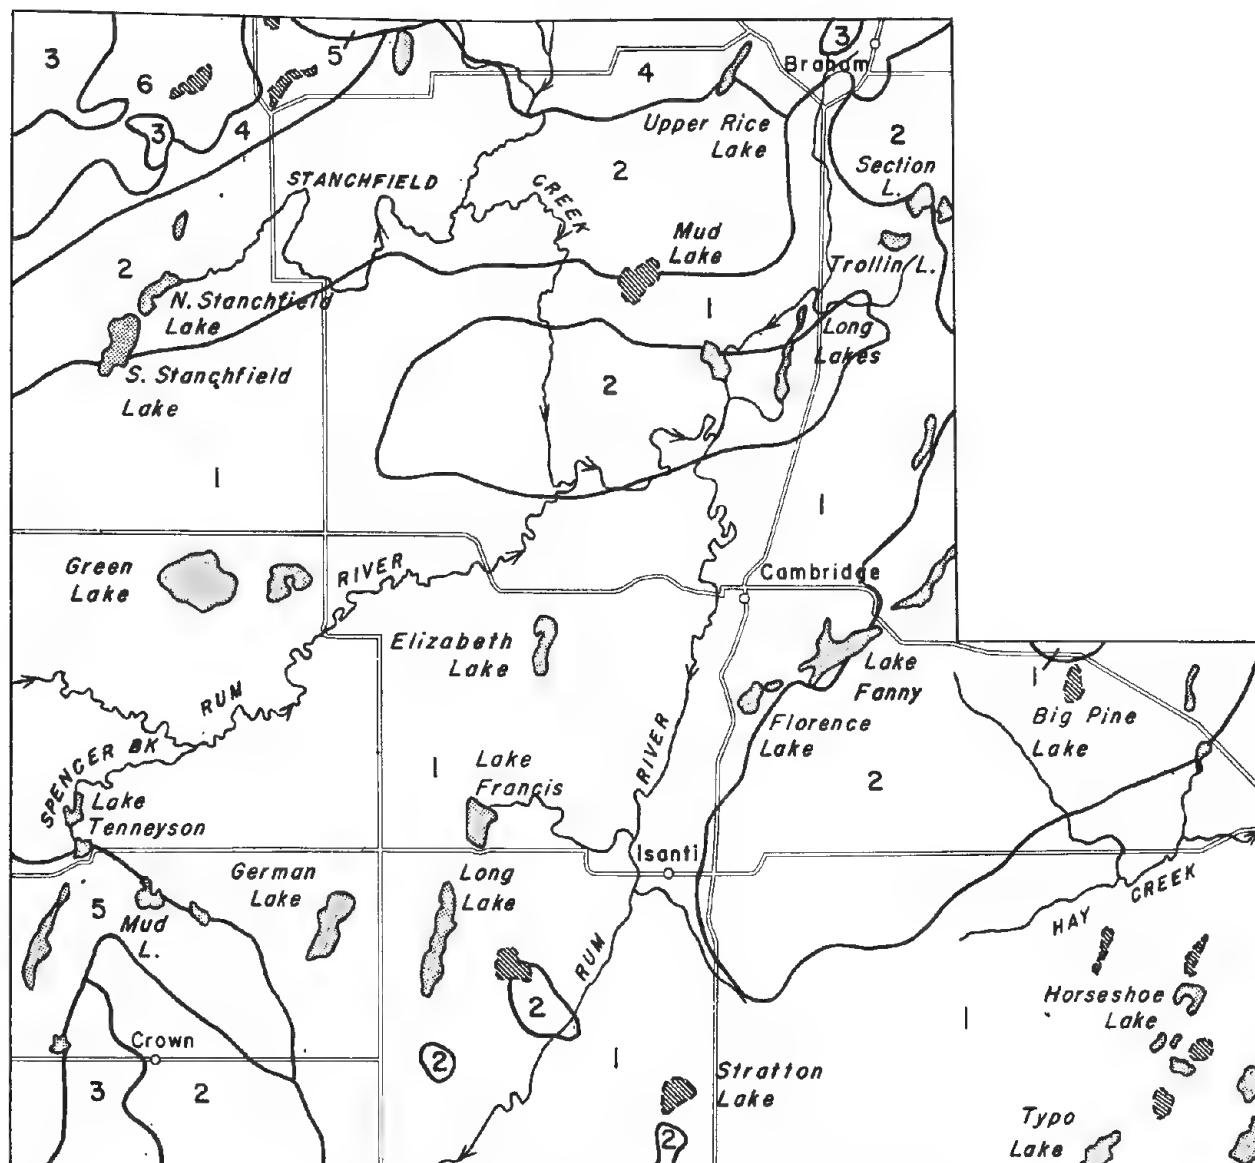 3
5
3
Braham
6
4
3
4
2
Upper Rice
Lake
2
Section
L.
STANCHFIELD
CREEK
2
Mud
Lake
Trollin L.
N. Stanchfield
Lake
1
Long
Lakes
S. Stanchfield
Lake
2
1
1
Green
Lake
RIVER
Cambridge
Elizabeth
Lake
Lake
Fanny
1
RUM
Florence
Lake
Big Pine
Lake
SPENCER BK
RIVER
1
Lake
Francis
2
Lake
Tenneyson
Isanti
German
Lake
Long
Lake
5
Mud
L.
HAY CREEK
RUM
2
Horseshoe
Lake
1
Crown
2
1
Stratton
Lake
3
2
Typo
Lake
2